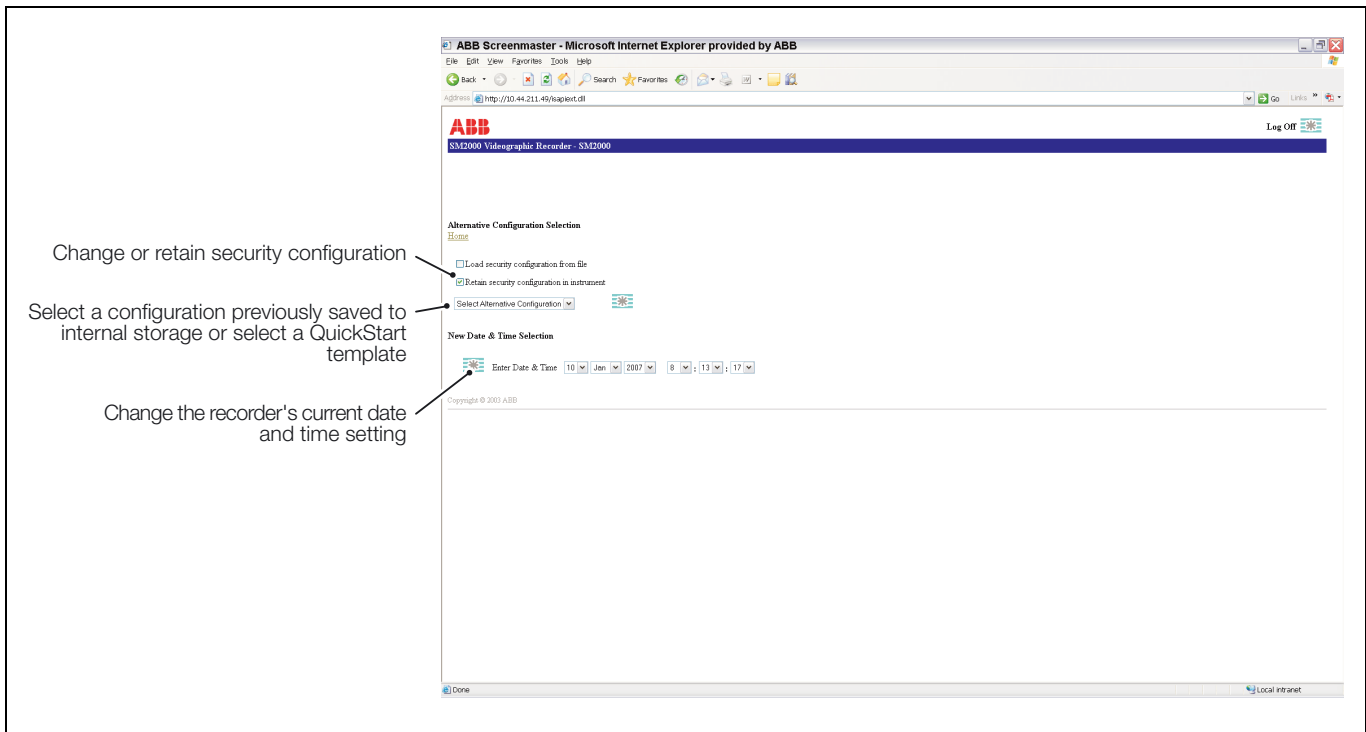 ABB Screenmaster - Microsoft Internet Explorer provided by ABB
File Edit View Favorites Tools Help
Back Search Favorites
Address http://10.44.211.49/isapiext.dll Go Links »
ABB Log Off
SM2000 Videographic Recorder - SM2000
Alternative Configuration Selection
Home
Change or retain security configuration
Load security configuration from file
Retain security configuration in instrument
Select a configuration previously saved to
internal storage or select a QuickStart
template
Select Alternative Configuration
New Date & Time Selection
Enter Date & Time 10 Jan 2007 8 : 13 : 17
Change the recorder's current date
and time setting
Copyright © 2003 ABB
Done Local intranet